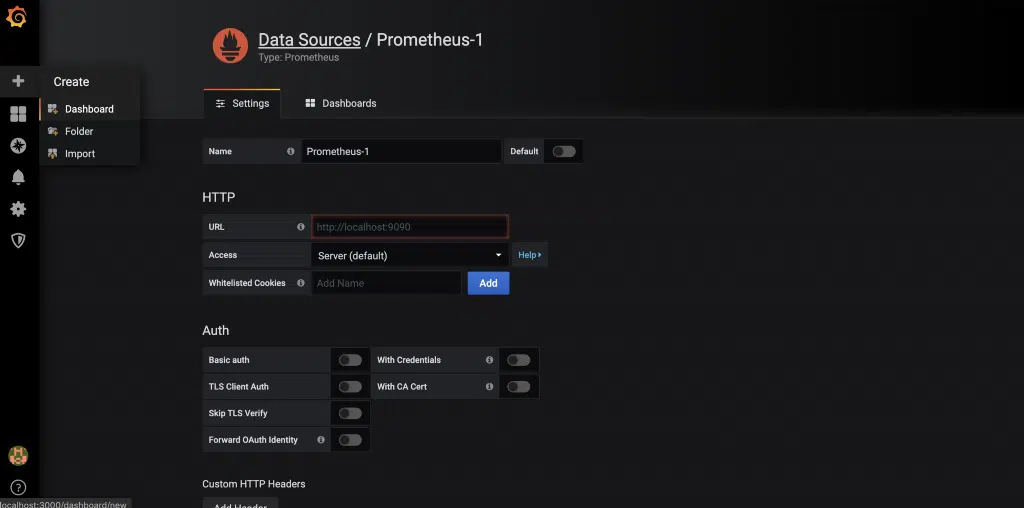 Data Sources / Prometheus-1
Type: Prometheus
Create
Dashboard
Folder
Import
Settings
Dashboards
Name
Prometheus-1
Default
HTTP
URL
http://localhost:9090
Access
Server (default)
Help
Whitelisted Cookies
Add Name
Add
Auth
Basic auth
With Credentials
TLS Client Auth
With CA Cert
Skip TLS Verify
Forward OAuth Identity
Custom HTTP Headers
Add Header
localhost:3000/dashboard/new